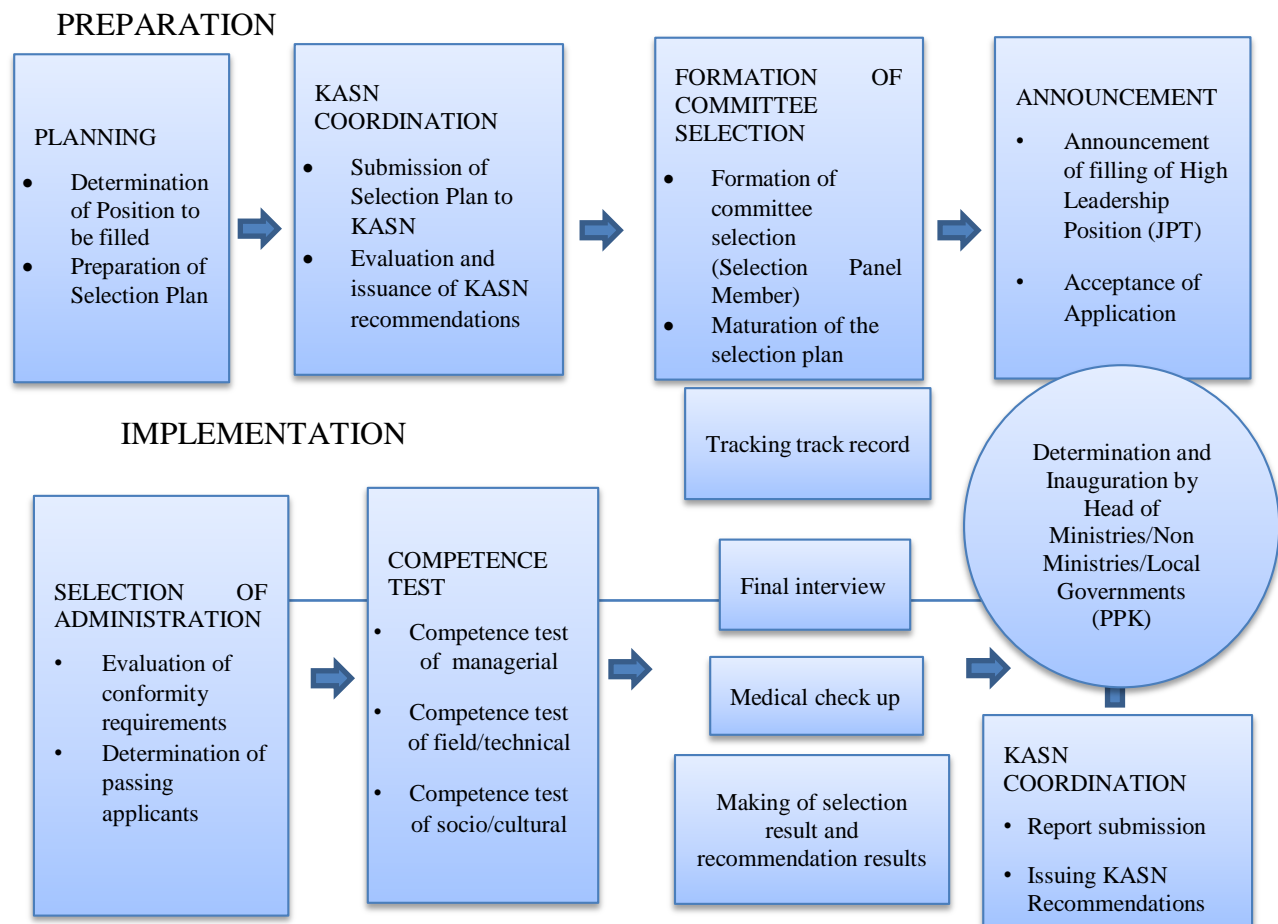 PREPARATION
PLANNING
• Determination
of Position to
be filled
• Preparation of
Selection Plan
KASN
COORDINATION
• Submission of
Selection Plan to
KASN
• Evaluation and
issuance of KASN
recommendations
FORMATION OF
COMMITTEE
SELECTION
• Formation of
committee
selection
(Selection Panel
Member)
• Maturation of the
selection plan
ANNOUNCEMENT
• Announcement
of filling of High
Leadership
Position (JPT)
• Acceptance of
Application
IMPLEMENTATION
SELECTION OF
ADMINISTRATION
• Evaluation of
conformity
requirements
• Determination of
passing
applicants
COMPETENCE
TEST
• Competence test
of managerial
• Competence test
of field/technical
• Competence test
of socio/cultural
Tracking track record
Final interview
Medical check up
Making of selection
result and
recommendation results
Determination and
Inauguration by
Head of
Ministries/Non
Ministries/Local
Governments
(PPK)
KASN
COORDINATION
• Report submission
• Issuing KASN
Recommendations